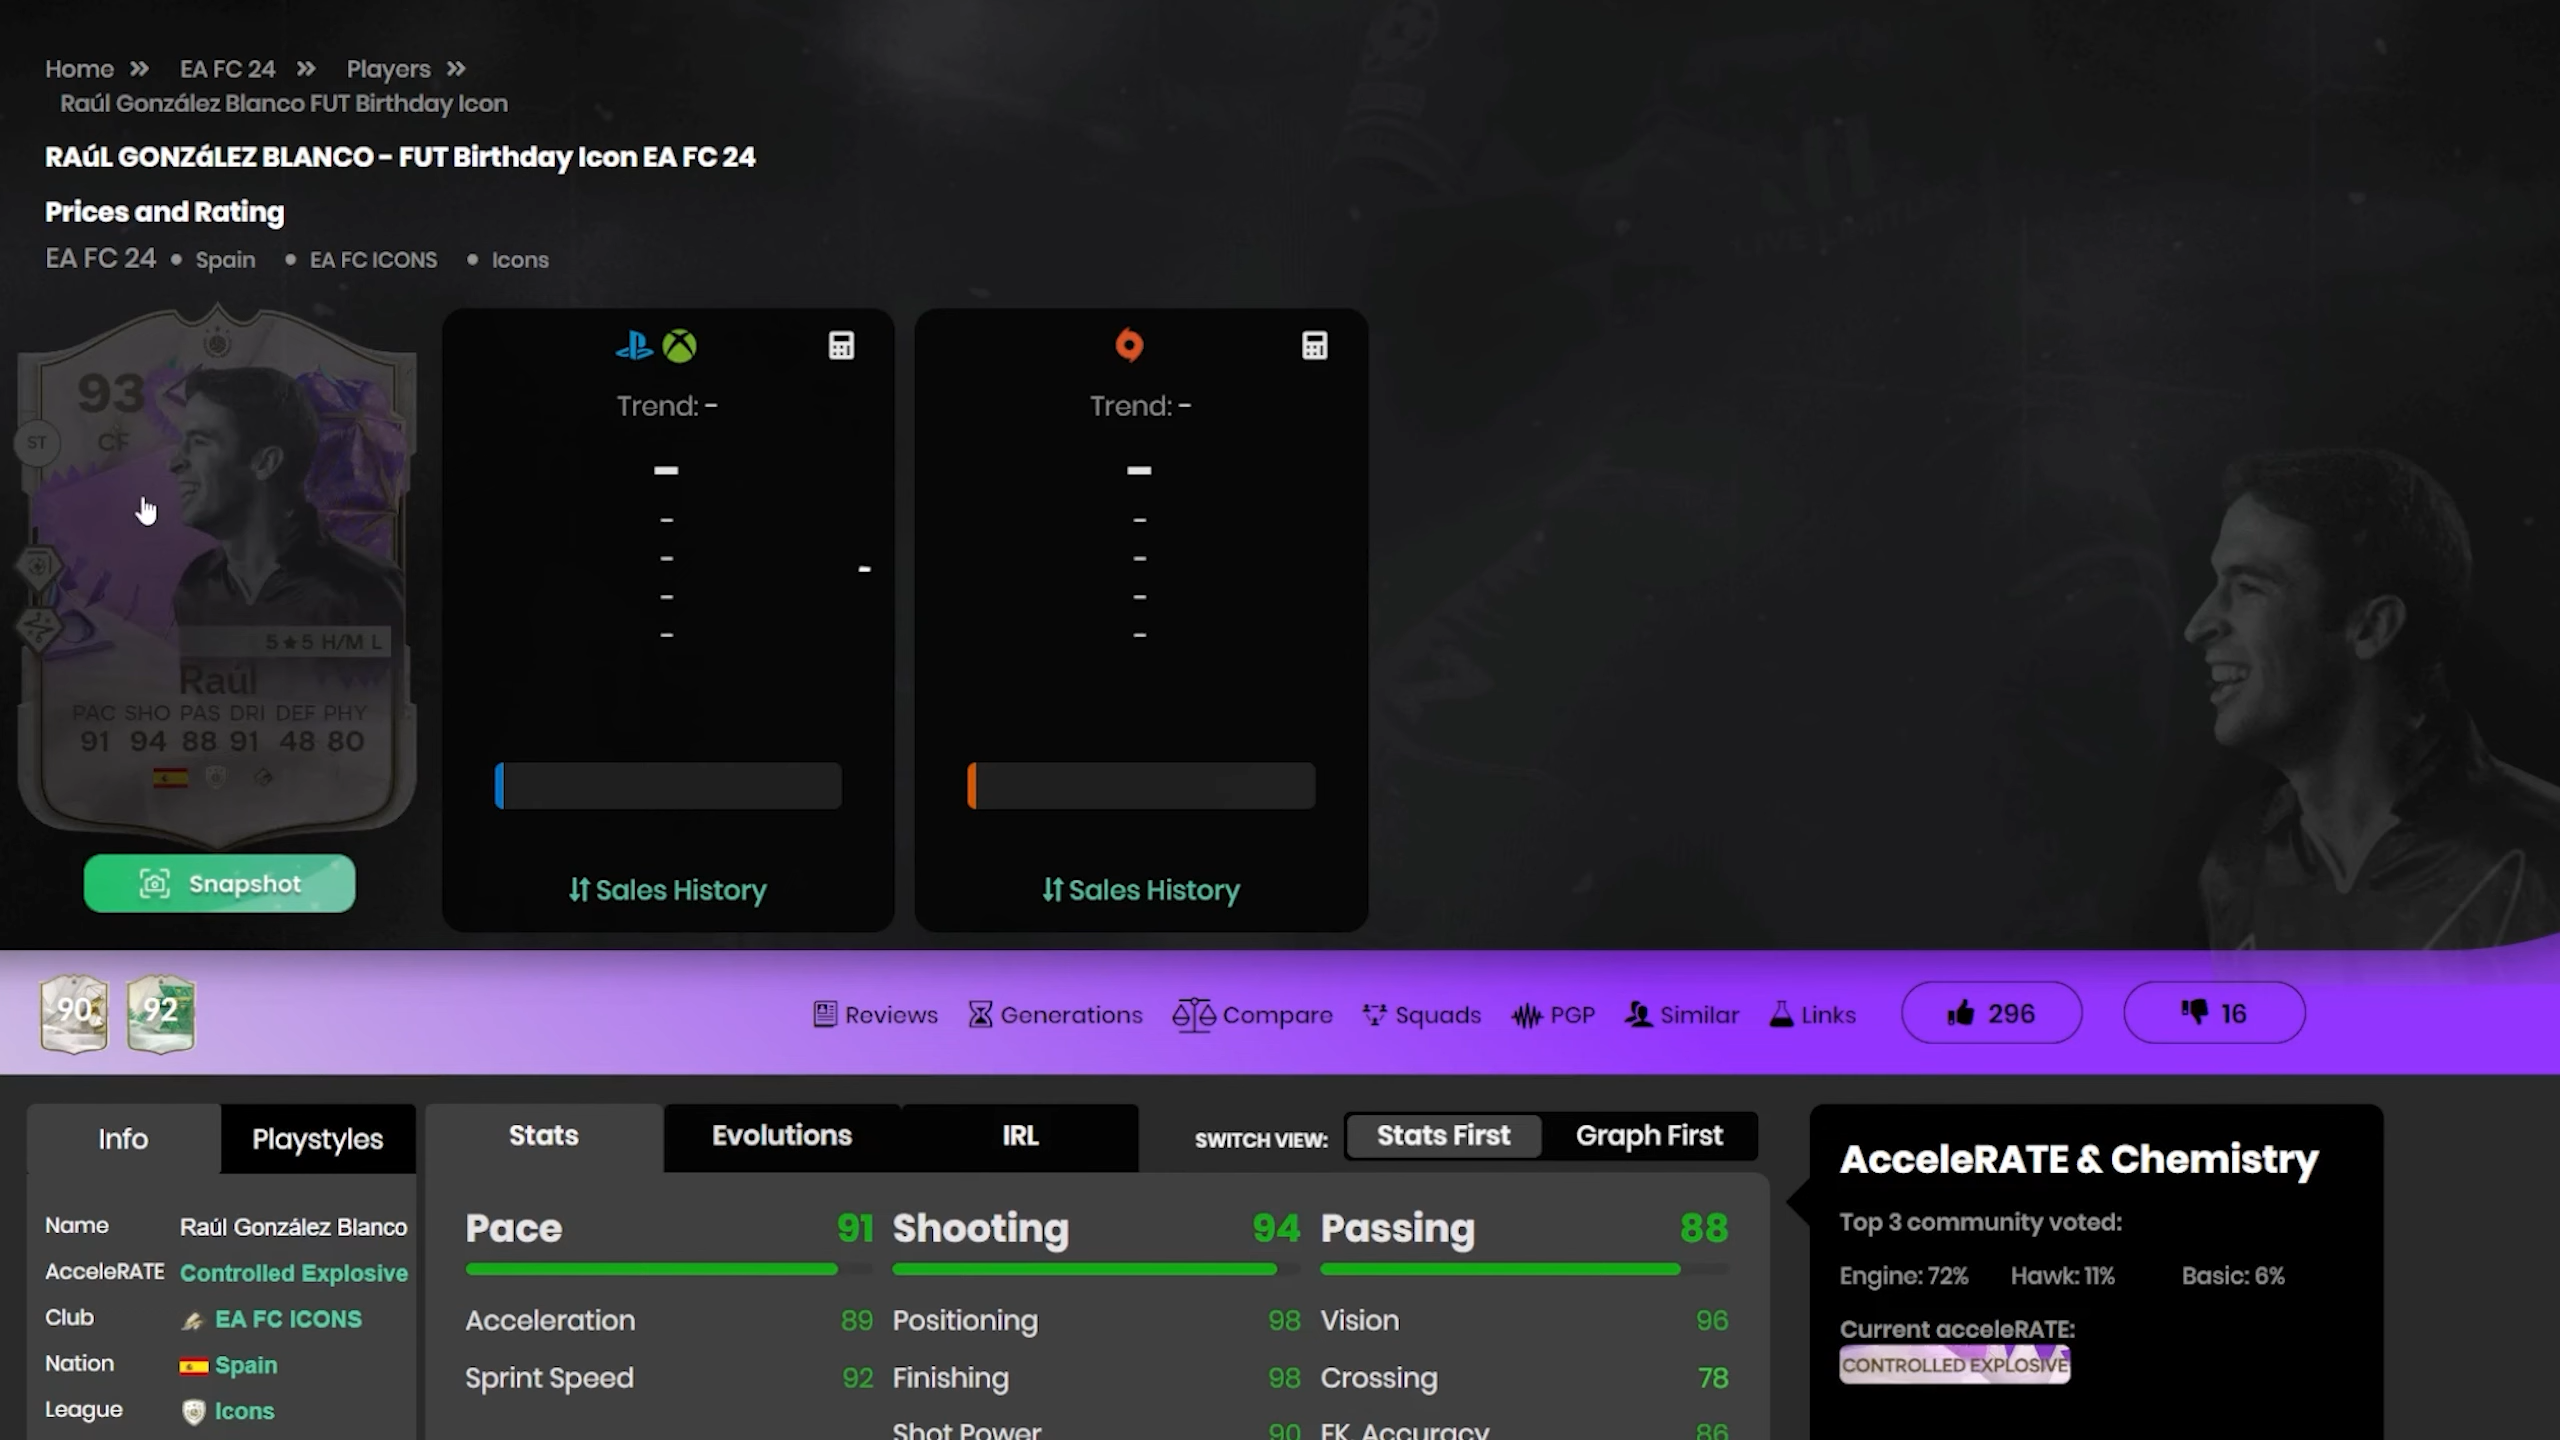 Home » EA FC 24 » Players »
Raúl González Blanco FUT Birthday Icon
RAúL GONZáLEZ BLANCO - FUT Birthday Icon EA FC 24
Prices and Rating
EA FC 24 • Spain • EA FC ICONS • Icons
93
ST
CF
5★5 H/M L
Raúl
PAC SHO PAS DRI DEF PHY
91 94 88 91 48 80
Snapshot
Trend: -
-
-
-
-
-
-
Sales History
Trend: -
-
-
-
-
-
Sales History
90 92
Reviews Generations Compare Squads PGP Similar Links 296 16
Info Playstyles
Name Raúl González Blanco
AcceleRATE Controlled Explosive
Club EA FC ICONS
Nation Spain
League Icons
Stats Evolutions IRL SWITCH VIEW: Stats First Graph First
Pace 91 Shooting 94 Passing 88
Acceleration 89 Positioning 98 Vision 96
Sprint Speed 92 Finishing 98 Crossing 78
Shot Power 90 FK. Accuracy 86
AcceleRATE & Chemistry
Top 3 community voted:
Engine: 72% Hawk: 11% Basic: 6%
Current acceleRATE:
CONTROLLED EXPLOSIVE